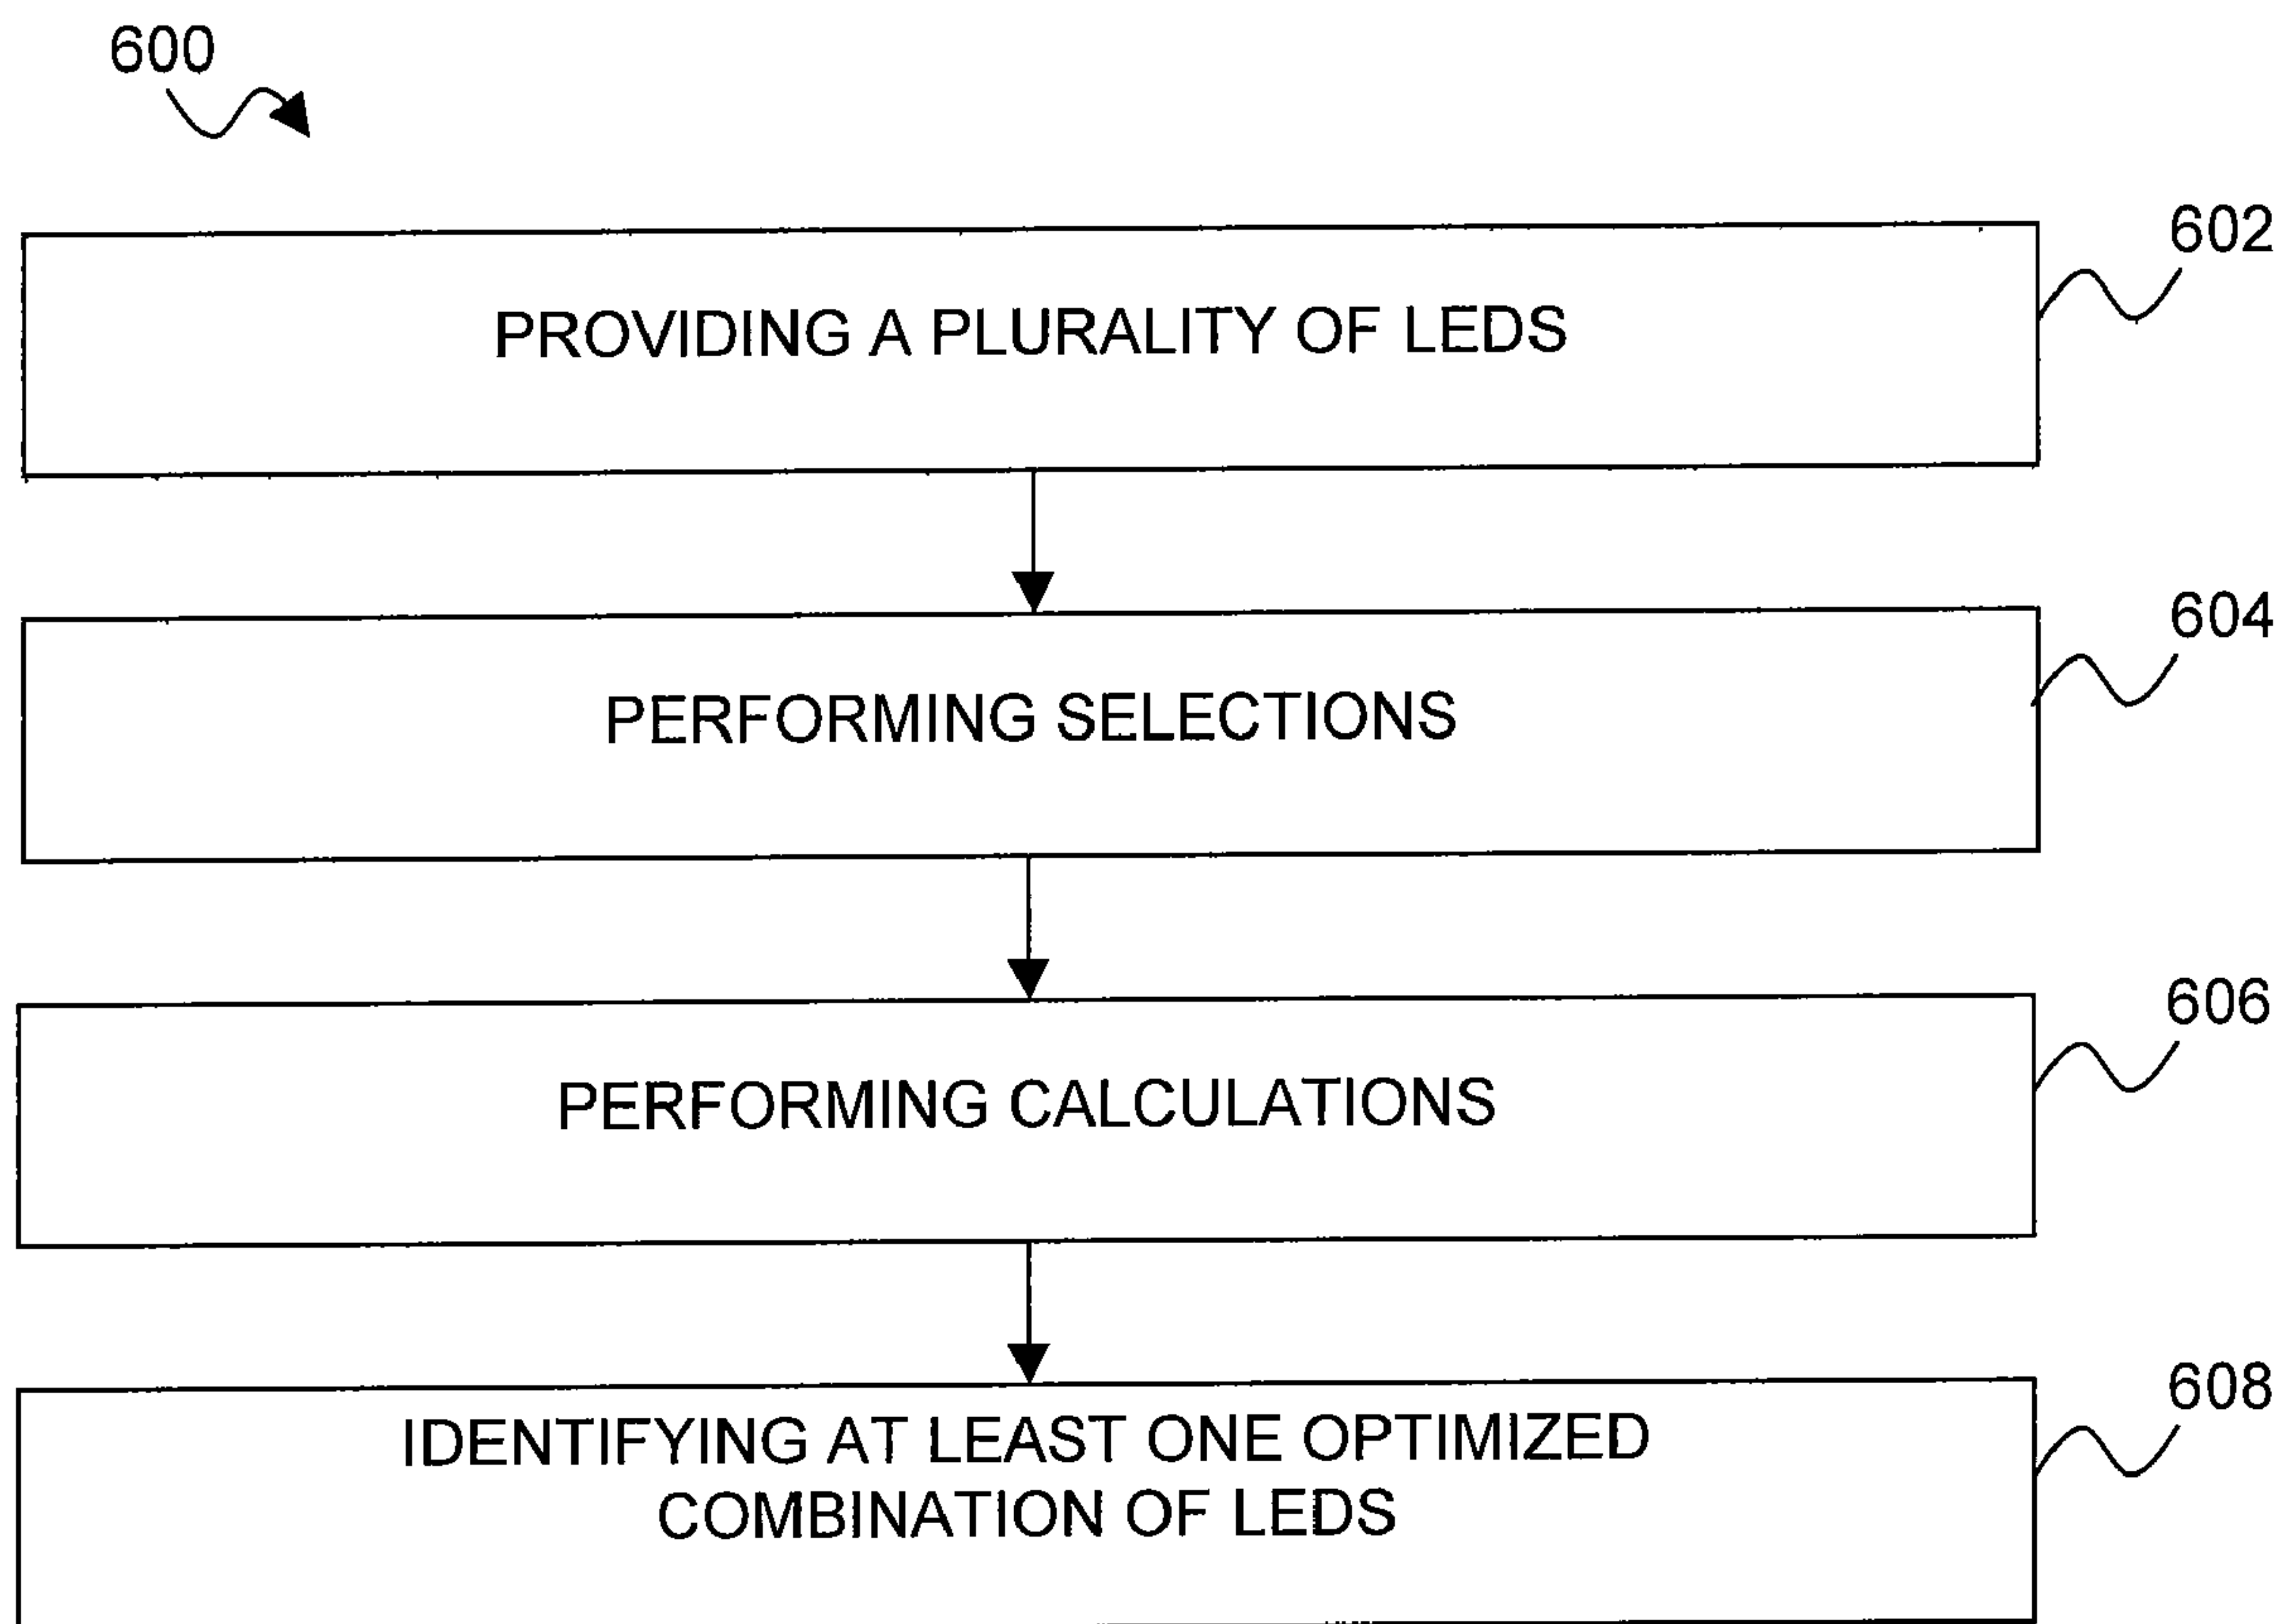 600
602
PROVIDING A PLURALITY OF LEDS
604
PERFORMING SELECTIONS
606
PERFORMING CALCULATIONS
608
IDENTIFYING AT LEAST ONE OPTIMIZED
COMBINATION OF LEDS